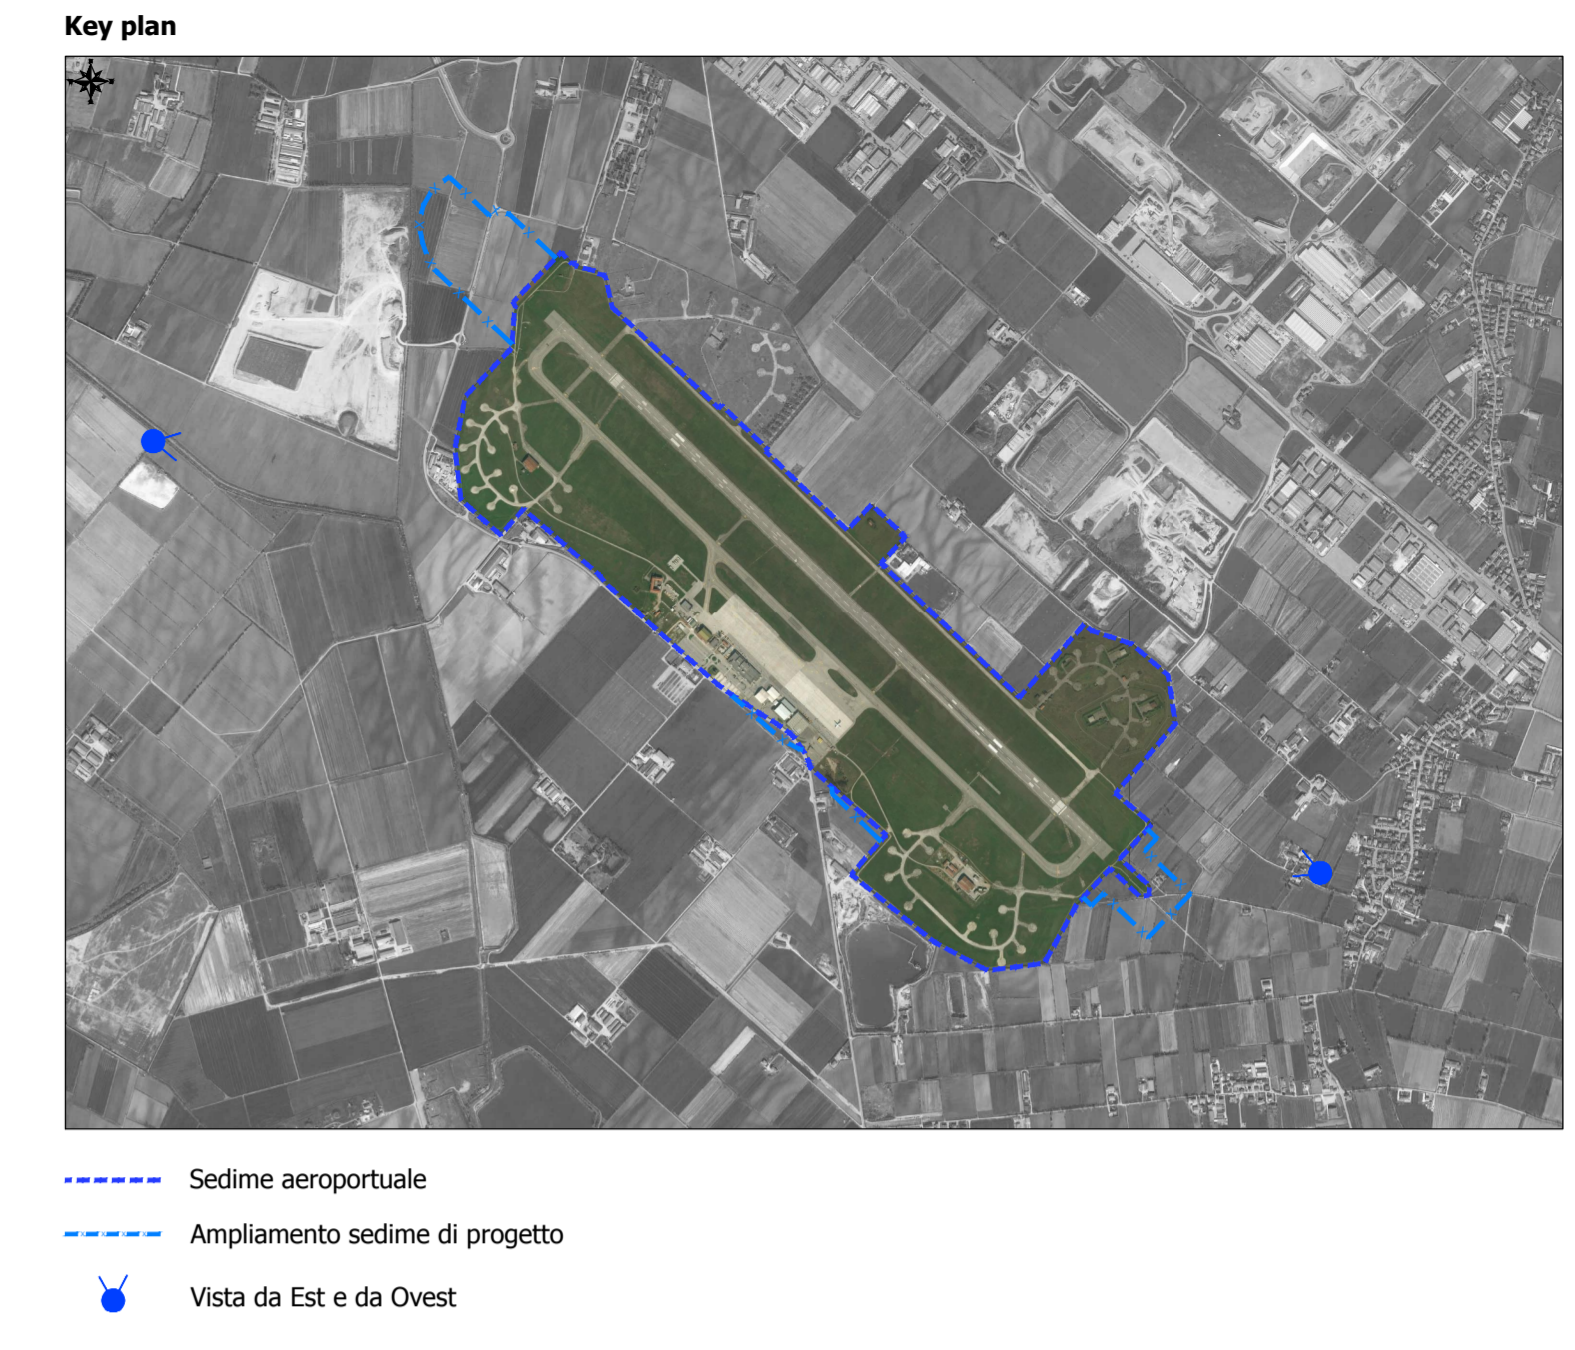 Key plan
Sedime aeroportuale
Ampliamento sedime di progetto
Vista da Est e da Ovest